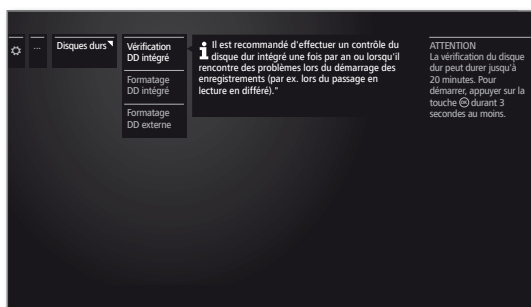 ...
Disques durs
Vérification
DD intégré
Formatage
DD intégré
Formatage
DD externe
i Il est recommandé d'effectuer un contrôle du
disque dur intégré une fois par an ou lorsqu'il
rencontre des problèmes lors du démarrage des
enregistrements (par ex. lors du passage en
lecture en différé)."
ATTENTION
La vérification du disque
dur peut durer jusqu'à
20 minutes. Pour
démarrer, appuyer sur la
touche OK durant 3
secondes au moins.